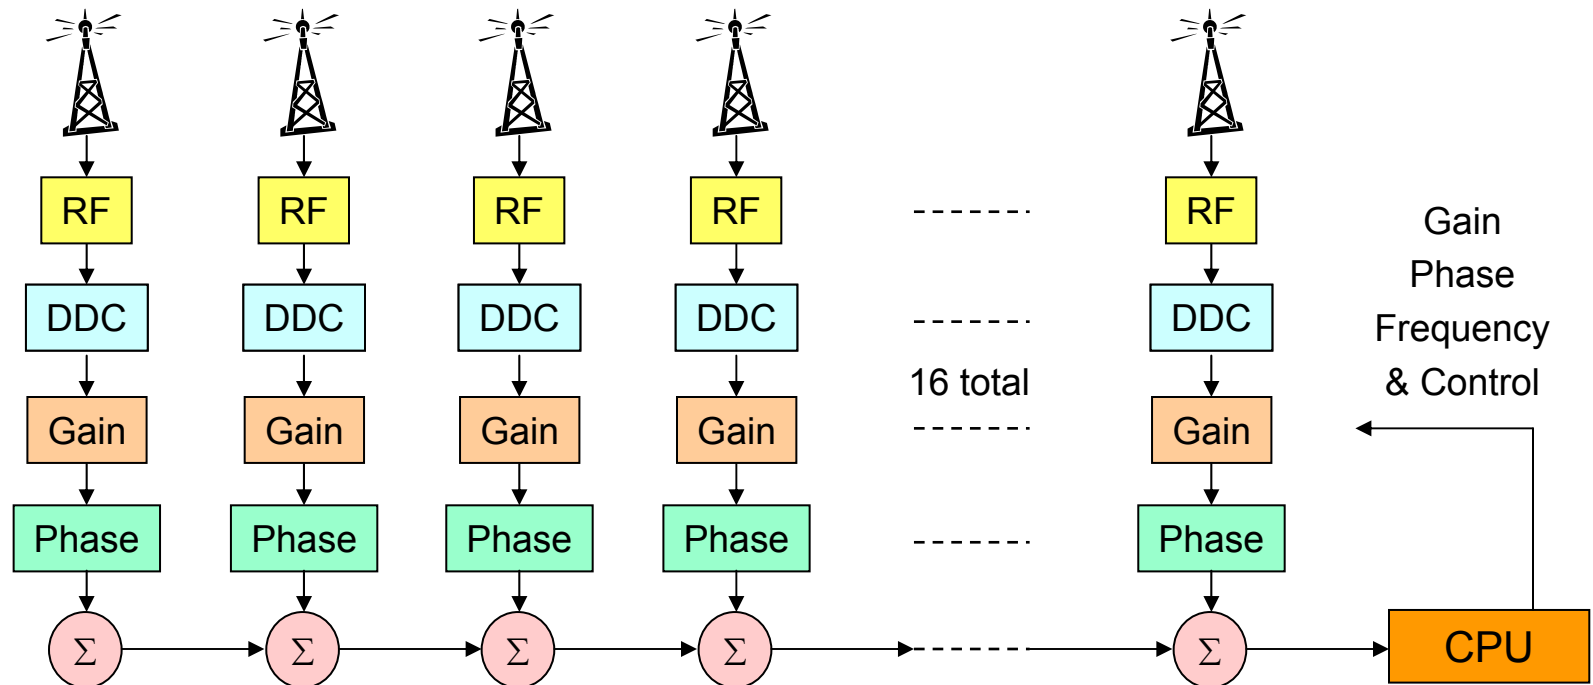 RF RF RF RF RF
Gain
Phase
Frequency
& Control
DDC DDC DDC DDC DDC
16 total
Gain Gain Gain Gain Gain
Phase Phase Phase Phase Phase
Σ Σ Σ Σ Σ
CPU